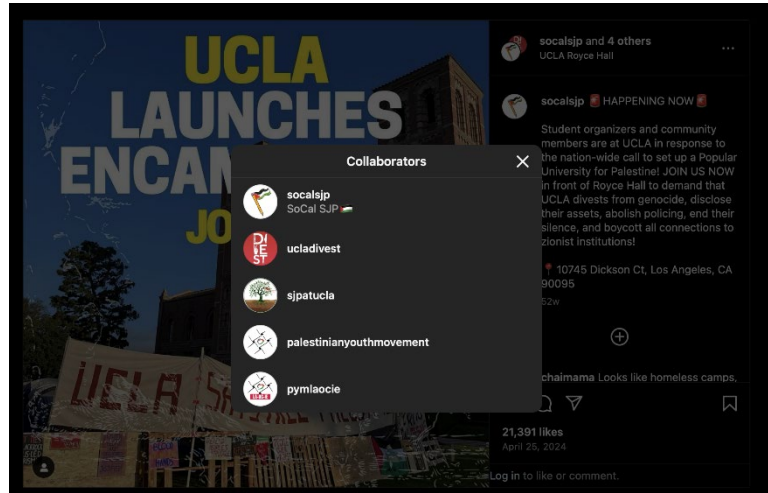 UCLA
LAUNCHES
socalsjp and 4 others
UCLA Royce Hall
socalsjp 🚨 HAPPENING NOW 🚨
Student organizers and community
members are at UCLA in response to
the nation-wide call to set up a Popular
University for Palestine! JOIN US NOW
in front of Royce Hall to demand that
UCLA divests from genocide, disclose
their assets, abolish policing, end their
silence, and boycott all connections to
zionist institutions!
📍 10745 Dickson Ct, Los Angeles, CA
90095
52w
chaimama Looks like homeless camps,
21,391 likes
April 25, 2024
Log in to like or comment.
Collaborators
socalsjp
SoCal SJP 🇵🇸
DIVEST
ucladivest
sjpatucla
palestinianyouthmovement
pymlaocie
UCLA